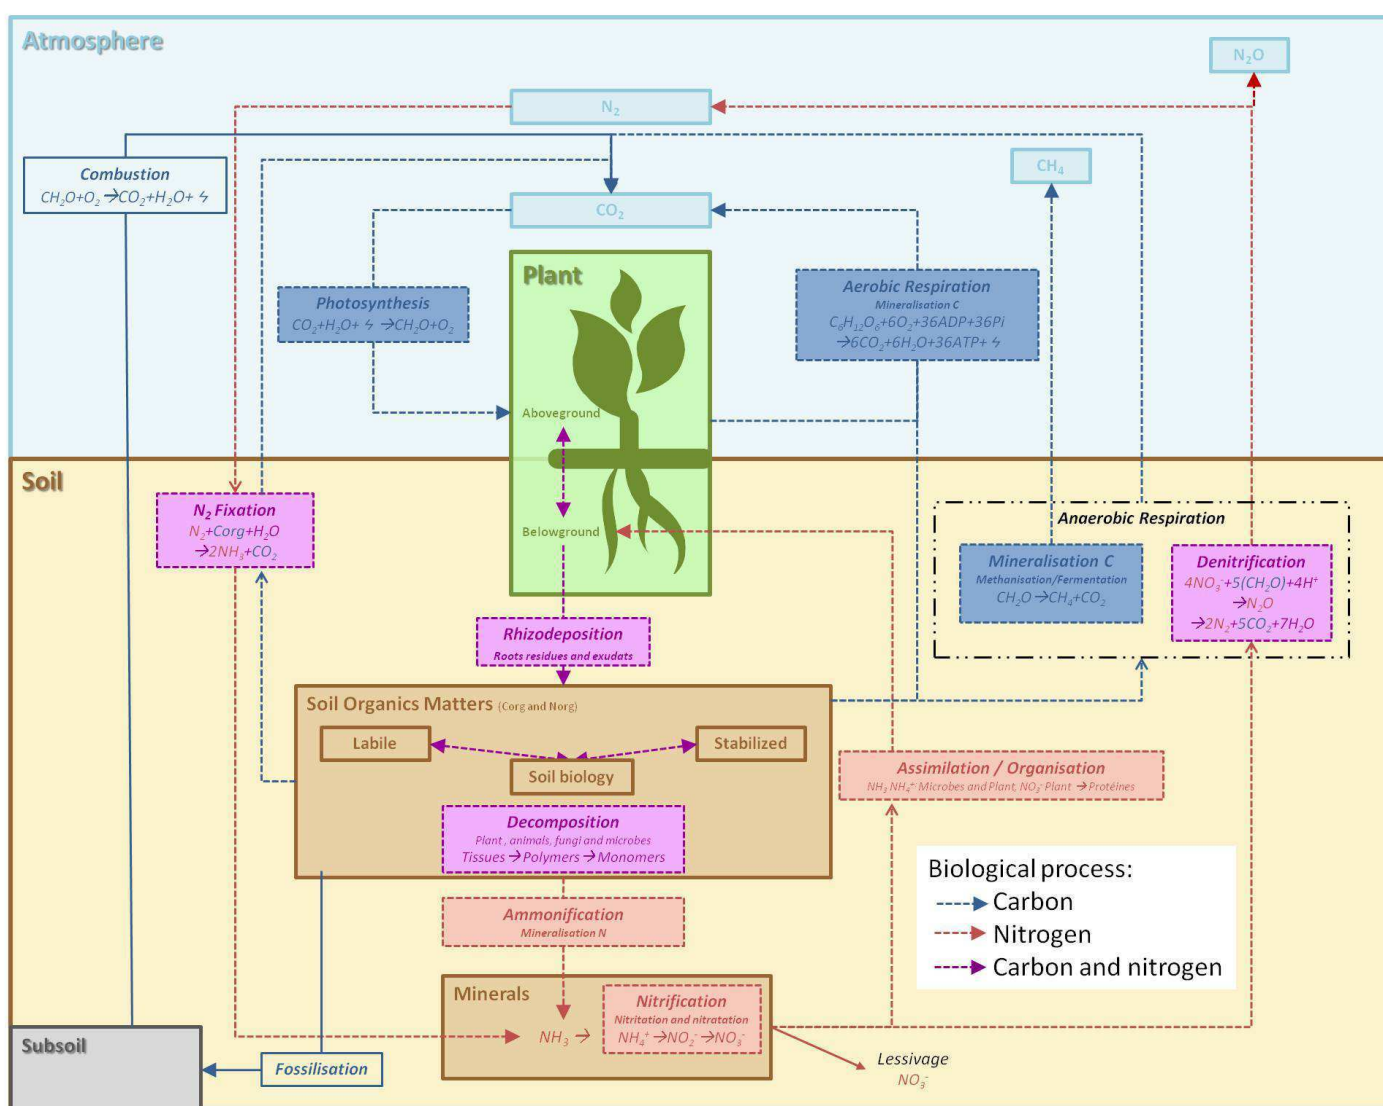 Atmosphere
N₂O
N₂
Combustion
CH₂O+O₂ →CO₂+H₂O+ ϟ
CH₄
CO₂
Plant
Photosynthesis
CO₂+H₂O+ ϟ →CH₂O+O₂
Aerobic Respiration
Mineralisation C
C₆H₁₂O₆+6O₂+36ADP+36Pi
→6CO₂+6H₂O+36ATP+ ϟ
Aboveground
Soil
N₂ Fixation
N₂+Corg+H₂O
→2NH₃+CO₂
Belowground
Anaerobic Respiration
Mineralisation C
Methanisation/Fermentation
CH₂O →CH₄+CO₂
Denitrification
4NO₃⁻+5(CH₂O)+4H⁺
→N₂O
→2N₂+5CO₂+7H₂O
Rhizodeposition
Roots residues and exudats
Soil Organics Matters (Corg and Norg)
Labile
Stabilized
Soil biology
Assimilation / Organisation
NH₃ NH₄⁺ Microbes and Plant, NO₃⁻ Plant → Protéines
Decomposition
Plant , animals, fungi and microbes
Tissues →Polymers →Monomers
Biological process:
Carbon
Nitrogen
Carbon and nitrogen
Ammonification
Mineralisation N
Minerals
Nitrification
Nitritation and nitratation
NH₃ →
NH₄⁺ →NO₂⁻ →NO₃⁻
Subsoil
Fossilisation
Lessivage
NO₃⁻